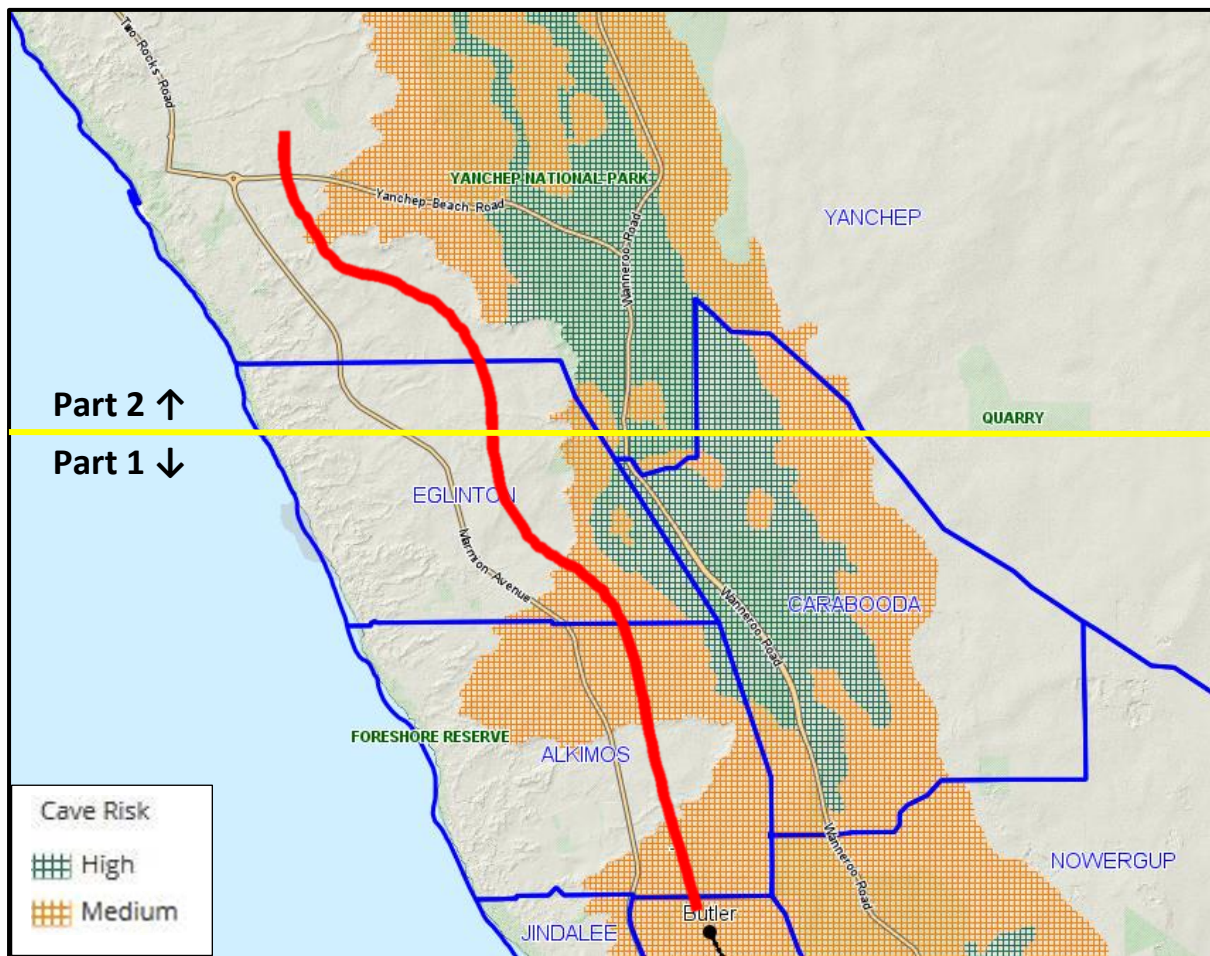 Two-Rocks-Road
YANCHEP-NATIONAL-PARK
Yanchep-Beach-Road
YANCHEP
Wanneroo-Road
Part 2 ↑
QUARRY
Part 1 ↓
EGLINTON
Marmion-Avenue
Wanneroo-Road
CARABOODA
FORESHORE RESERVE
ALKIMOS
Cave Risk
High
Medium
Wanneroo-Road
NOWERGUP
Butler
JINDALEE